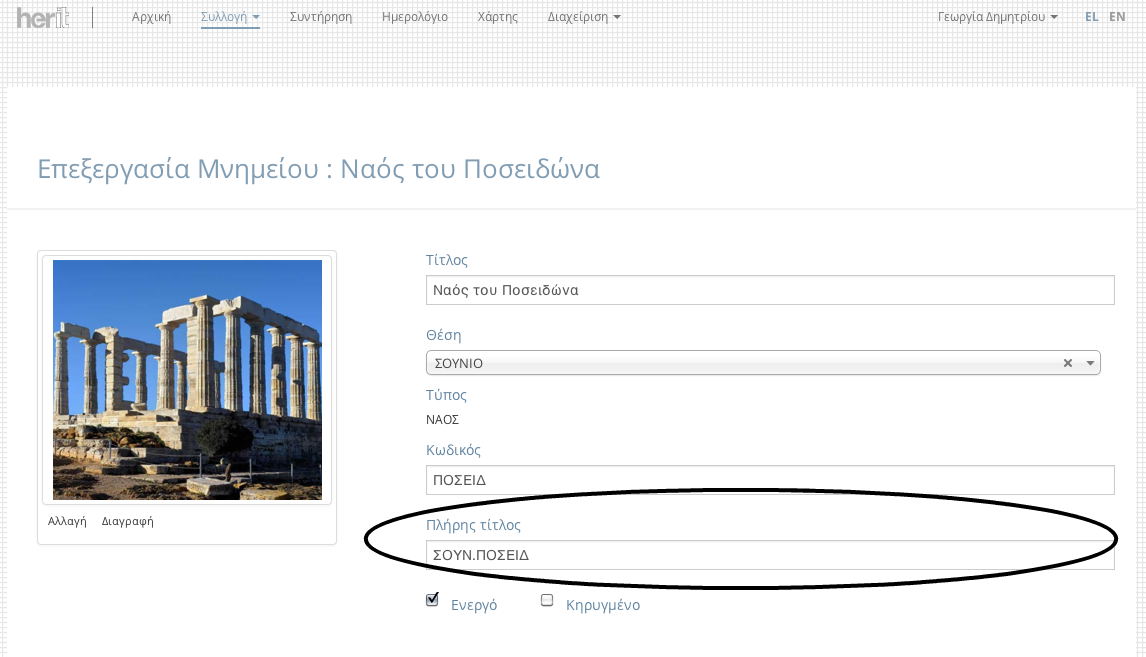 herit Αρχική Συλλογή Συντήρηση Ημερολόγιο Χάρτης Διαχείριση Γεωργία Δημητρίου EL EN
Επεξεργασία Μνημείου : Ναός του Ποσειδώνα
Τίτλος
Ναός του Ποσειδώνα
Θέση
ΣΟΥΝΙΟ
Τύπος
ΝΑΟΣ
Κωδικός
ΠΟΣΕΙΔ
Αλλαγή Διαγραφή
Πλήρης τίτλος
ΣΟΥΝ.ΠΟΣΕΙΔ
Ενεργό Κηρυγμένο